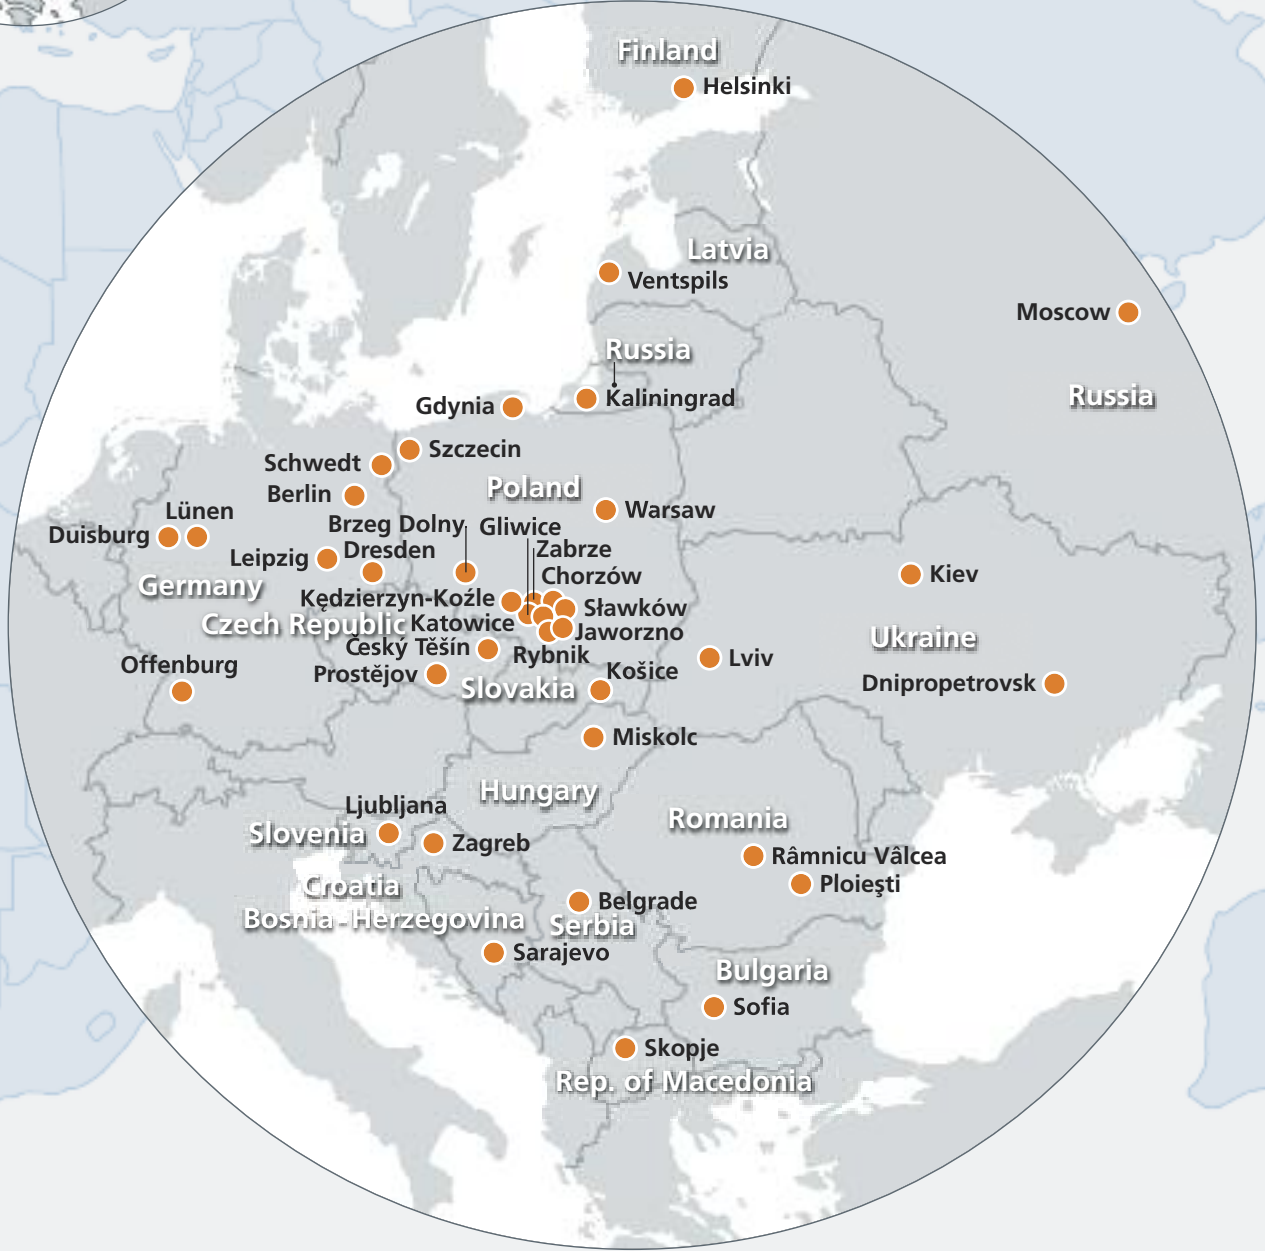 Finland
Helsinki
Latvia
Ventspils
Moscow
Russia
Russia
Kaliningrad
Gdynia
Szczecin
Schwedt
Poland
Berlin
Warsaw
Lünen
Brzeg Dolny
Gliwice
Duisburg
Zabrze
Leipzig
Dresden
Chorzów
Kiev
Germany
Kędzierzyn-Koźle
Sławków
Czech Republic
Katowice
Jaworzno
Ukraine
Český Těšín
Rybnik
Lviv
Offenburg
Prostějov
Košice
Slovakia
Dnipropetrovsk
Miskolc
Hungary
Ljubljana
Romania
Slovenia
Zagreb
Râmnicu Vâlcea
Croatia
Ploieşti
Belgrade
Bosnia-Herzegovina
Serbia
Sarajevo
Bulgaria
Sofia
Skopje
Rep. of Macedonia